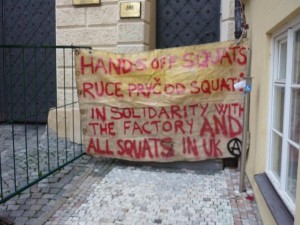 HANDS OFF SQUATS
RUCE PRYČ OD SQUATŮ
IN SOLIDARITY WITH
THE FACTORY AND
ALL SQUATS IN UK